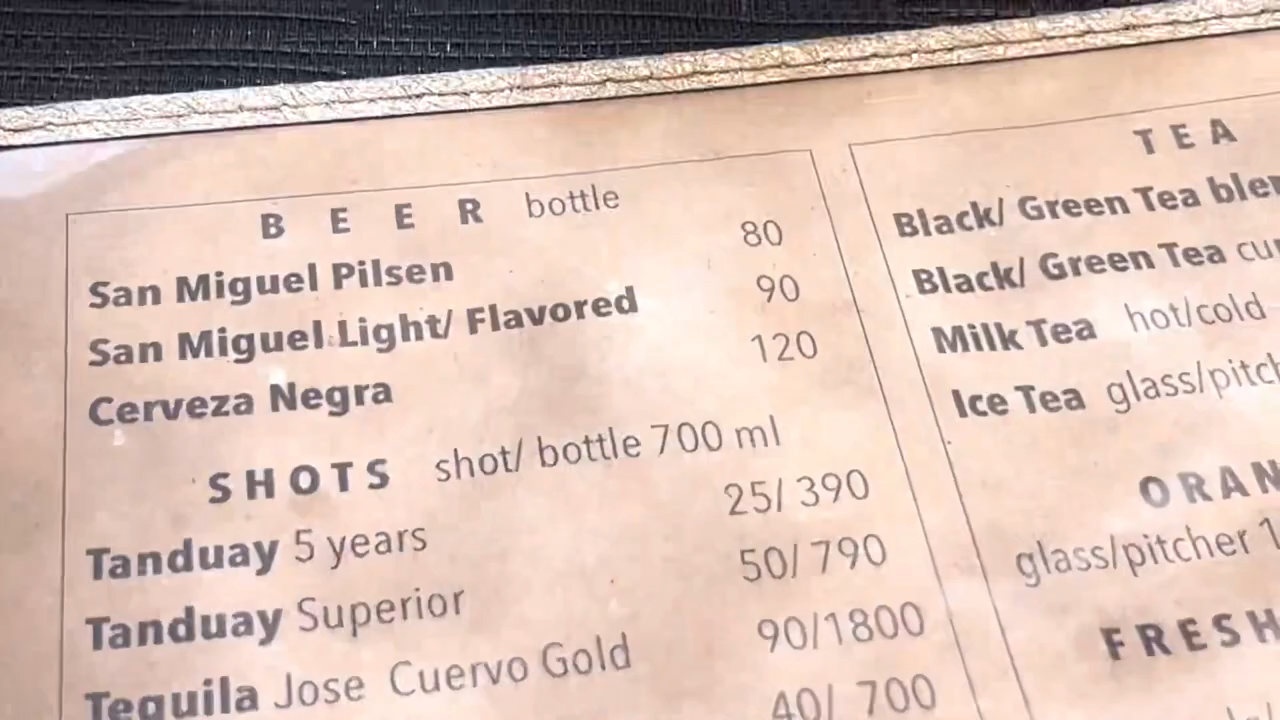 B E E R bottle
San Miguel Pilsen 80
San Miguel Light/ Flavored 90
Cerveza Negra 120
SHOTS shot/ bottle 700 ml
Tanduay 5 years 25/ 390
Tanduay Superior 50/ 790
Tequila Jose Cuervo Gold 90/1800
40/ 700
TEA
Black/ Green Tea
Black/ Green Tea
Milk Tea hot/cold
Ice Tea
glass/pitcher